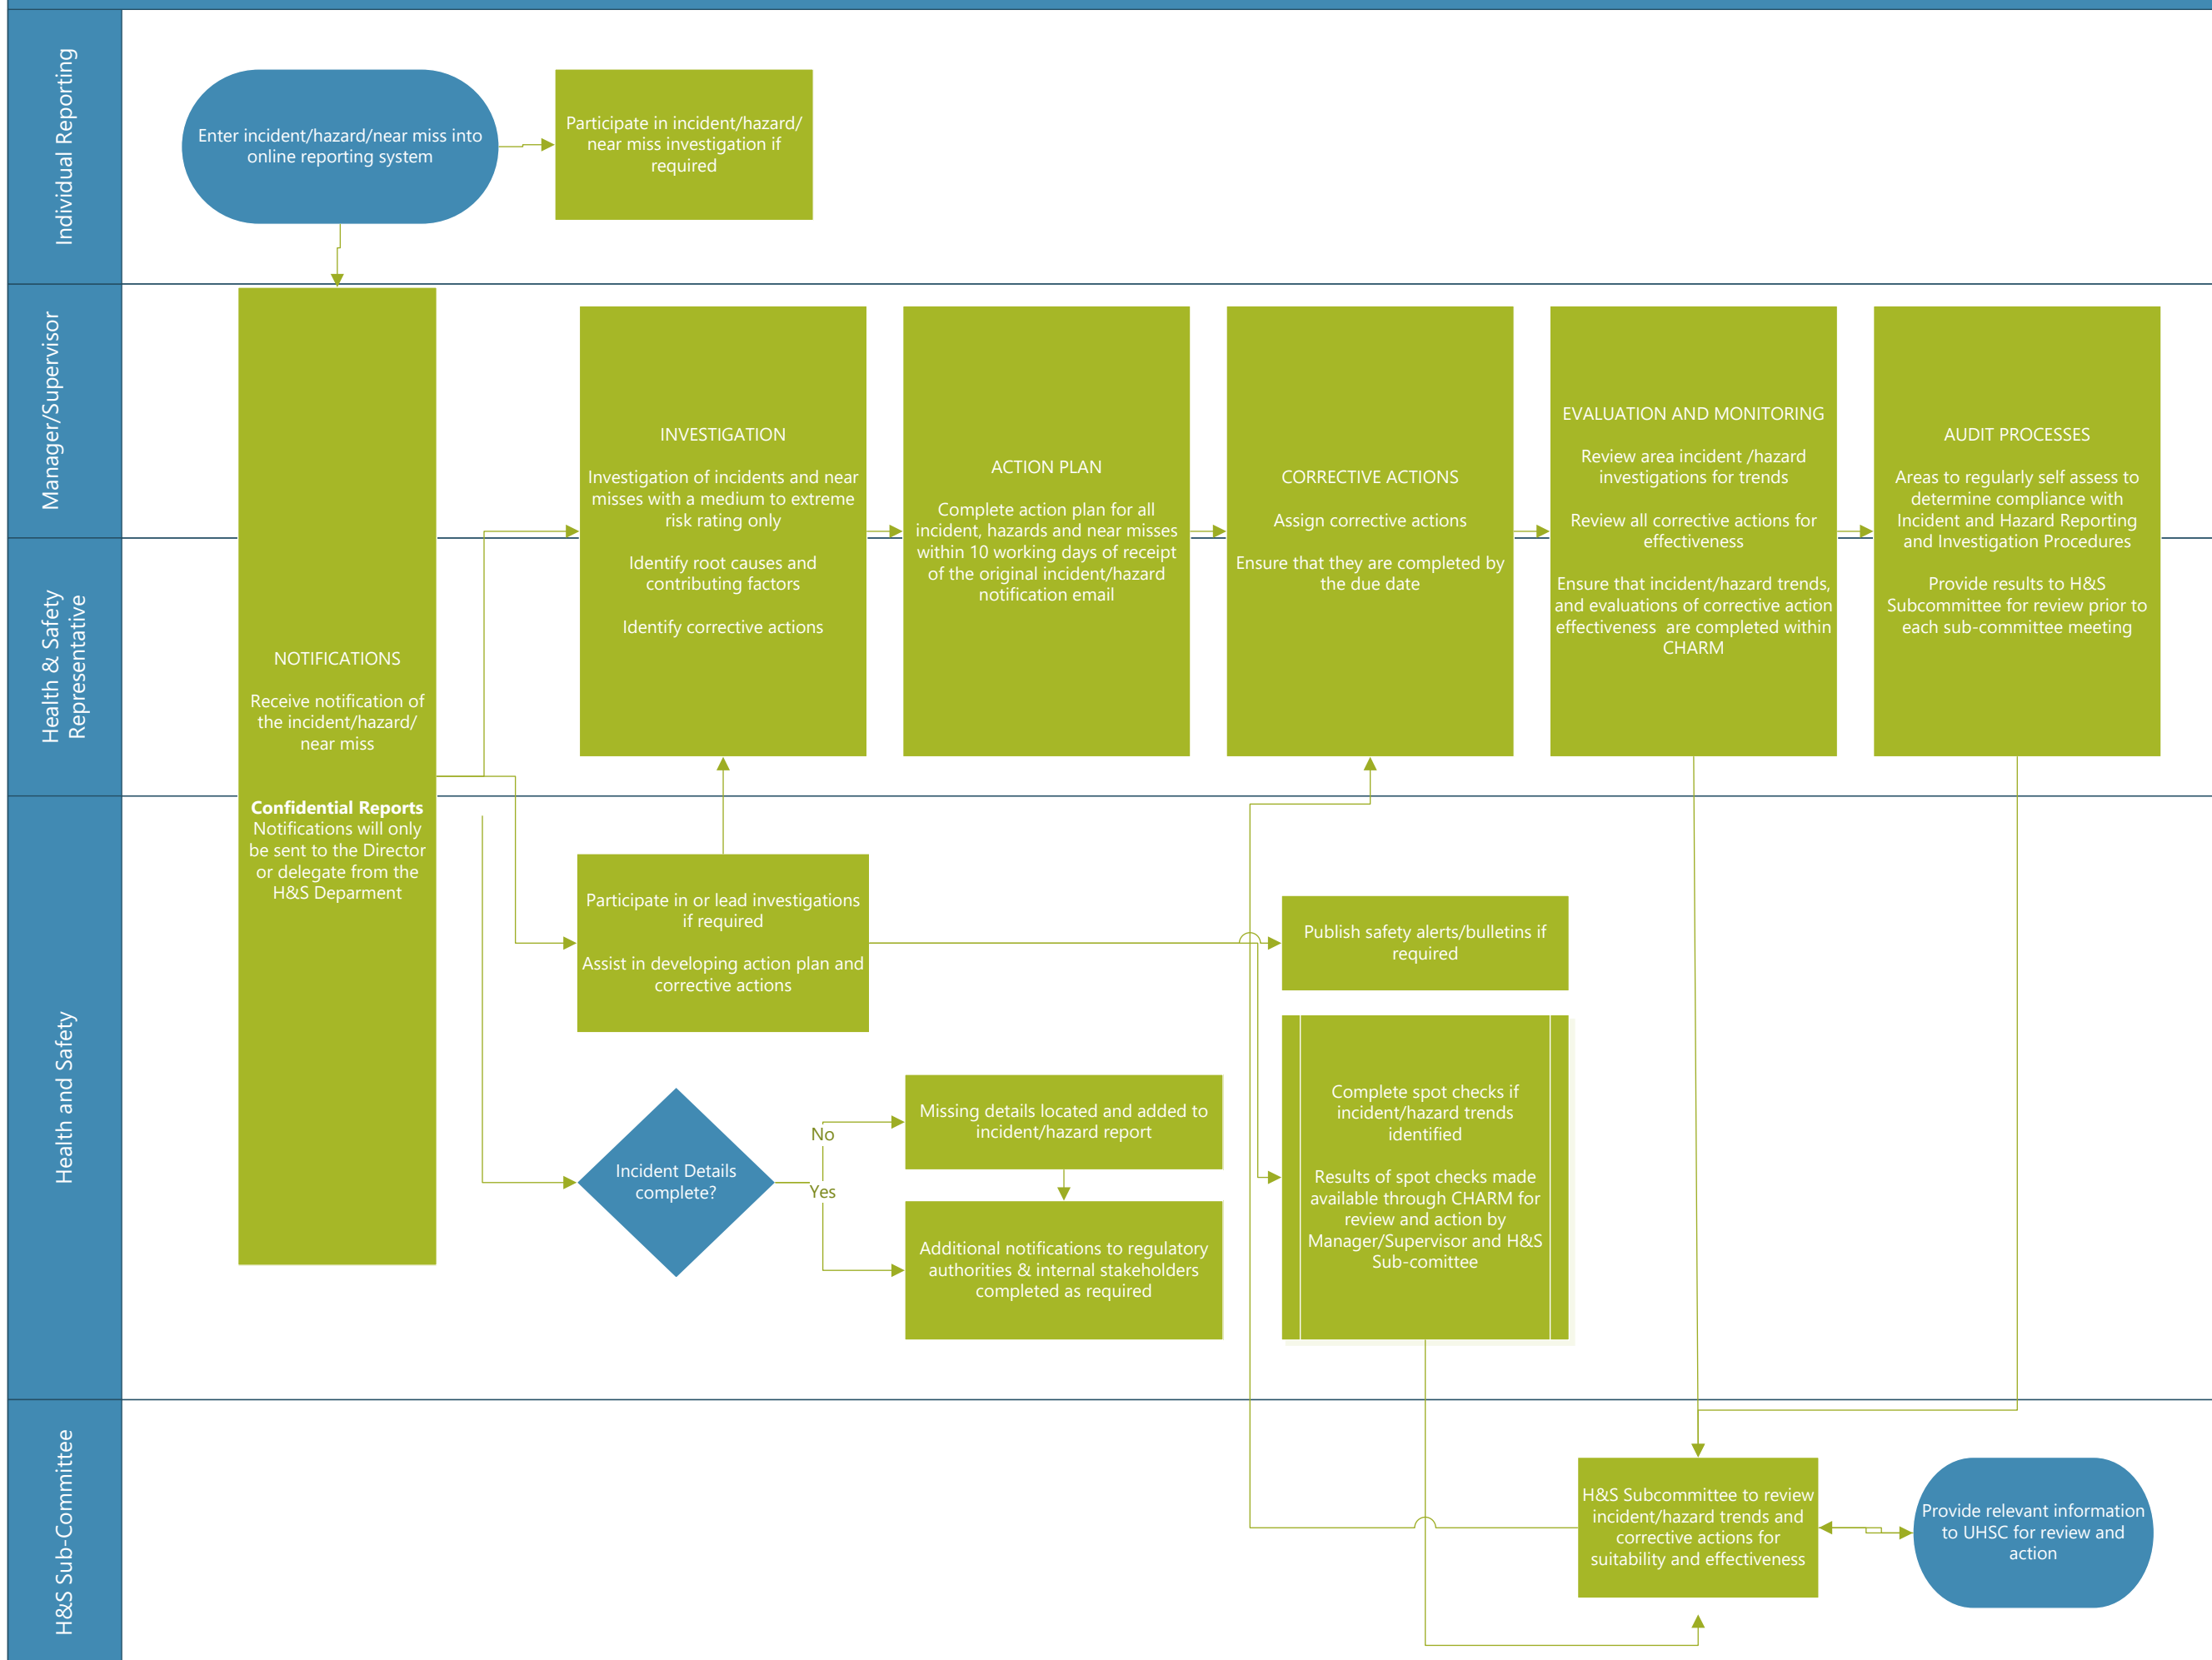 Individual Reporting
Enter incident/hazard/near miss into
online reporting system
Participate in incident/hazard/
near miss investigation if
required
Manager/Supervisor
Health & Safety
Representative
NOTIFICATIONS
Receive notification of
the incident/hazard/
near miss
Confidential Reports
Notifications will only
be sent to the Director
or delegate from the
H&S Deparment
INVESTIGATION
Investigation of incidents and near
misses with a medium to extreme
risk rating only
Identify root causes and
contributing factors
Identify corrective actions
ACTION PLAN
Complete action plan for all
incident, hazards and near misses
within 10 working days of receipt
of the original incident/hazard
notification email
CORRECTIVE ACTIONS
Assign corrective actions
Ensure that they are completed by
the due date
EVALUATION AND MONITORING
Review area incident /hazard
investigations for trends
Review all corrective actions for
effectiveness
Ensure that incident/hazard trends,
and evaluations of corrective action
effectiveness are completed within
CHARM
AUDIT PROCESSES
Areas to regularly self assess to
determine compliance with
Incident and Hazard Reporting
and Investigation Procedures
Provide results to H&S
Subcommittee for review prior to
each sub-committee meeting
Health and Safety
Participate in or lead investigations
if required
Assist in developing action plan and
corrective actions
Publish safety alerts/bulletins if
required
Incident Details
complete?
No
Yes
Missing details located and added to
incident/hazard report
Additional notifications to regulatory
authorities & internal stakeholders
completed as required
Complete spot checks if
incident/hazard trends
identified
Results of spot checks made
available through CHARM for
review and action by
Manager/Supervisor and H&S
Sub-comittee
H&S Sub-Committee
H&S Subcommittee to review
incident/hazard trends and
corrective actions for
suitability and effectiveness
Provide relevant information
to UHSC for review and
action